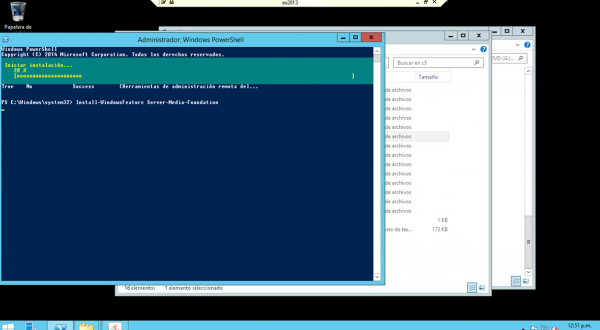 ex2013
Papelera de
Administrador: Windows PowerShell
Windows PowerShell
Copyright (C) 2014 Microsoft Corporation. Todos los derechos reservados.
Iniciar instalación...
True No Success {Herramientas de administración remota del...
PS C:\Windows\system32> Install-WindowsFeature Server-Media-Foundation
Buscar en c$
DVD (G:)...
Tamaño
de archivos
de archivos
de archivos
de archivos
de archivos
de archivos
de archivos
de archivos
de archivos
de archivos
de archivos
de archivos
de archivos
de archivos
1 KB
ento de tex...
173 KB
16 elementos
1 elemento seleccionado
12:51 p.m.